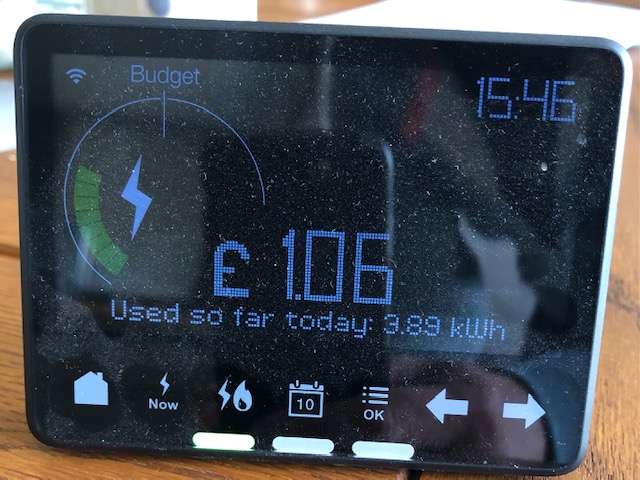 Budget
15:46
£ 1.06
Used so far today: 3.89 kWh
Now
10
OK